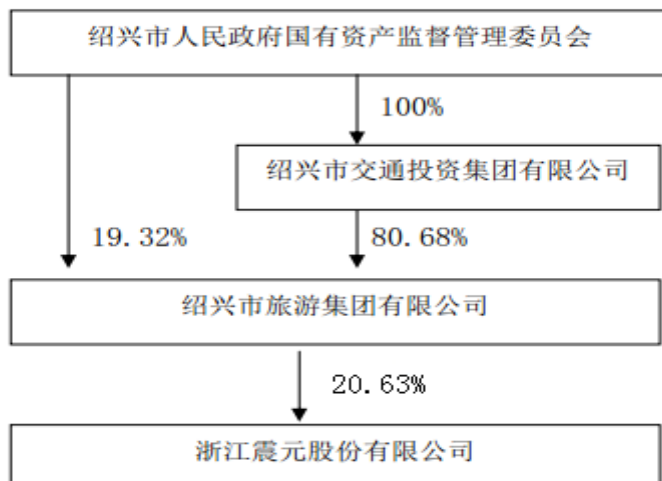 绍兴市人民政府国有资产监督管理委员会
100%
绍兴市交通投资集团有限公司
19.32%
80.68%
绍兴市旅游集团有限公司
20.63%
浙江震元股份有限公司